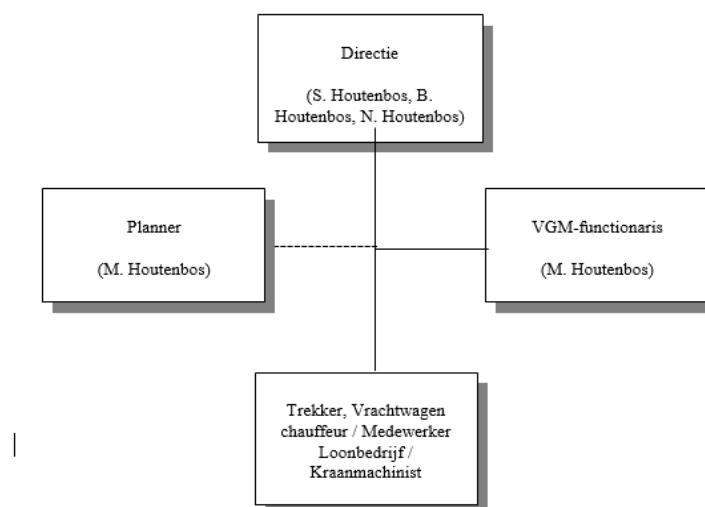 Directie
(S. Houtenbos, B.
Houtenbos, N. Houtenbos)
Planner
(M. Houtenbos)
VGM-functionaris
(M. Houtenbos)
Trekker, Vrachtwagen
chauffeur / Medewerker
Loonbedrijf /
Kraanmachinist